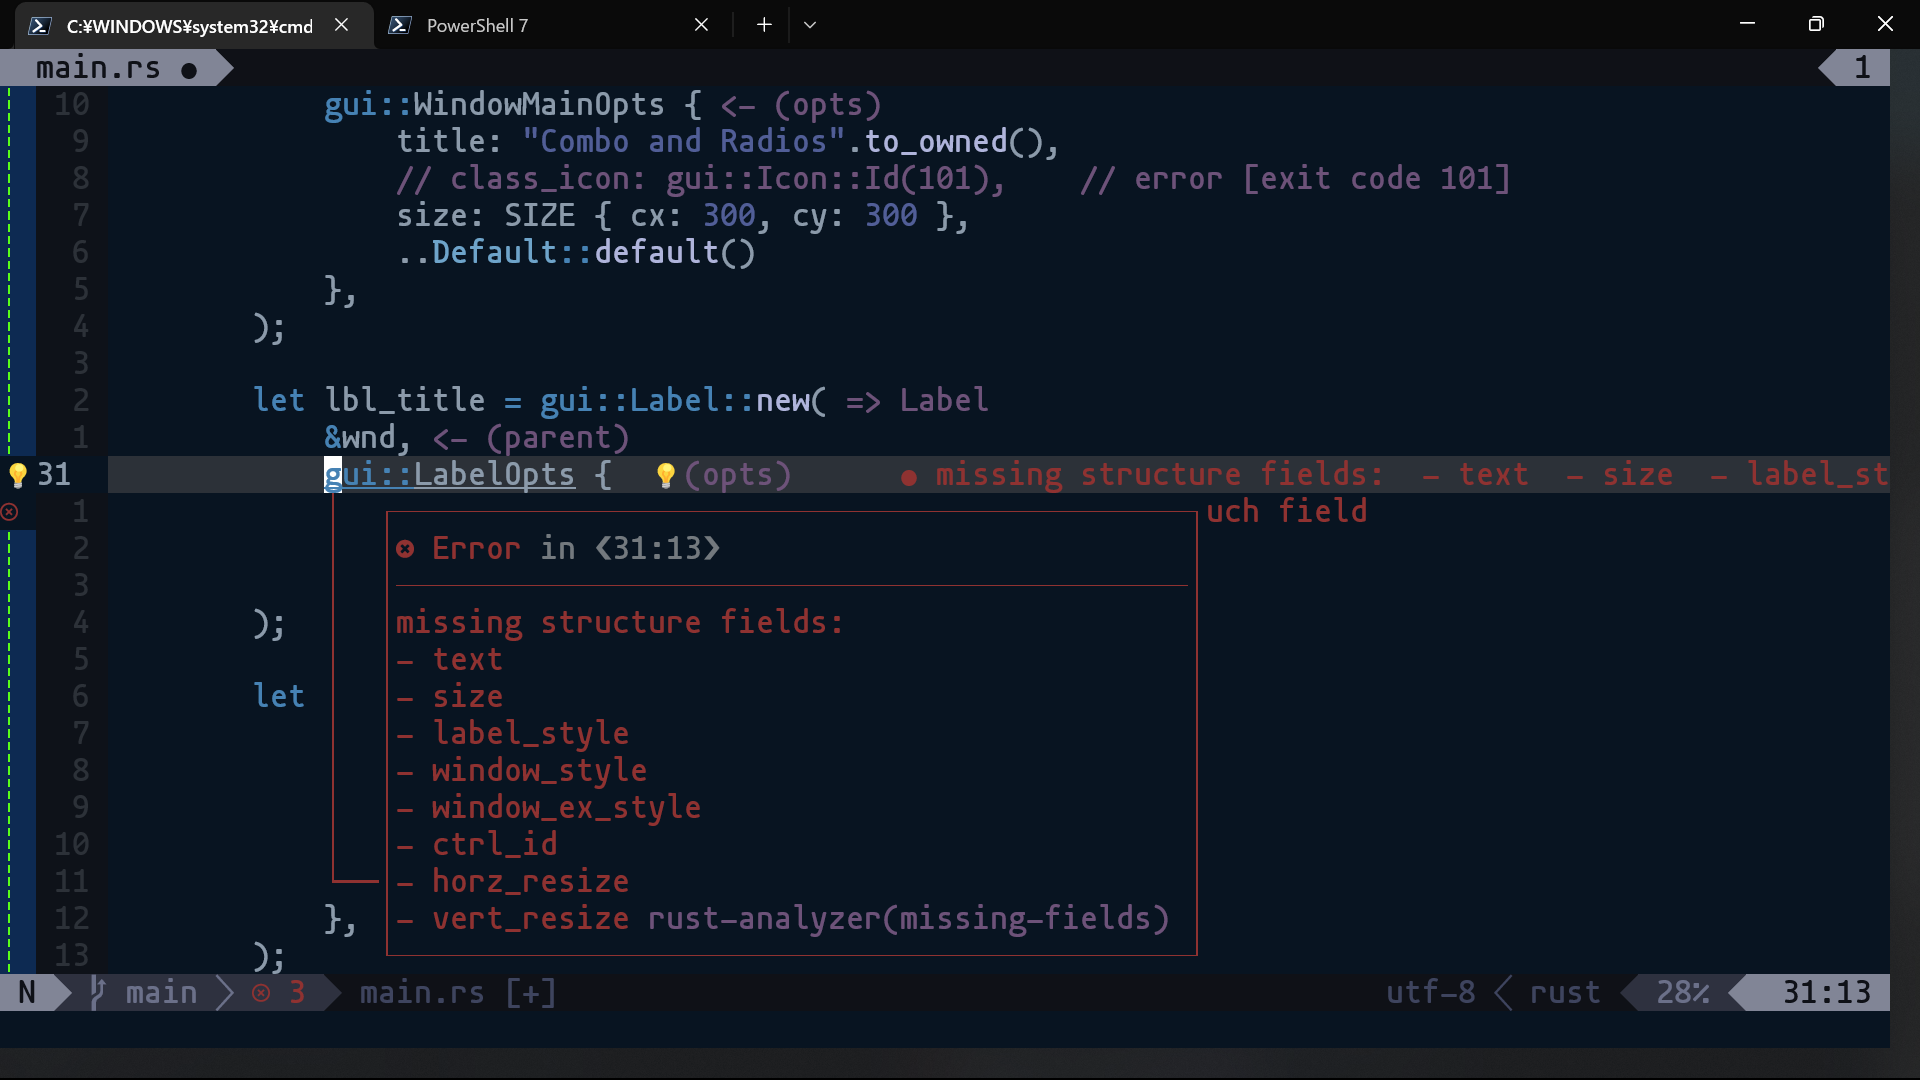 C:¥WINDOWS¥system32¥cmd
PowerShell 7
main.rs ●
1
10 gui::WindowMainOpts { <- (opts)
9 title: "Combo and Radios".to_owned(),
8 // class_icon: gui::Icon::Id(101), // error [exit code 101]
7 size: SIZE { cx: 300, cy: 300 },
6 ..Default::default()
5 },
4 );
3
2 let lbl_title = gui::Label::new( => Label
1 &wnd, <- (parent)
31 gui::LabelOpts { (opts) ● missing structure fields: - text - size - label_st
1 uch field
2 Error in ❮31:13❯
3
4 ); missing structure fields:
5 - text
6 let - size
7 - label_style
8 - window_style
9 - window_ex_style
10 - ctrl_id
11 - horz_resize
12 }, - vert_resize rust-analyzer(missing-fields)
13 );
N main 3 main.rs [+] utf-8 rust 28% 31:13